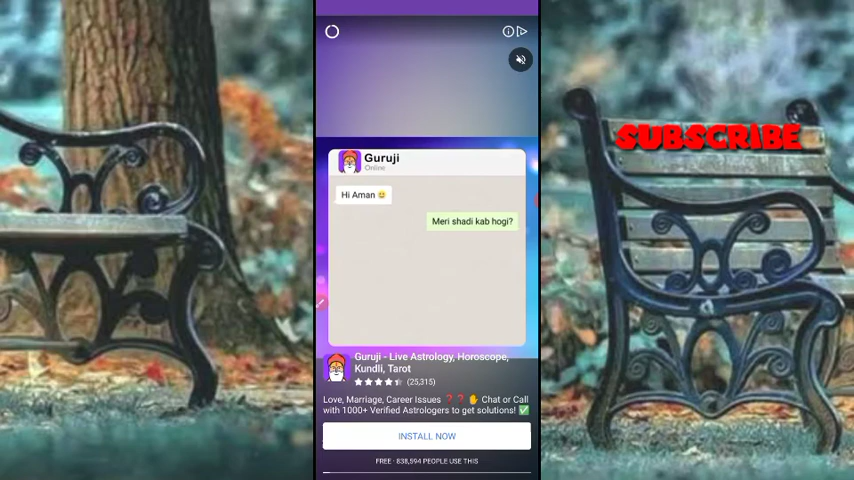 Guruji
Online
Hi Aman 😀
Meri shadi kab hogi?
SUBSCRIBE
Guruji - Live Astrology, Horoscope,
Kundli, Tarot
(25,315)
Love, Marriage, Career Issues ❓❓✋ Chat or Call
with 1000+ Verified Astrologers to get solutions! ✅
INSTALL NOW
FREE · 838,594 PEOPLE USE THIS